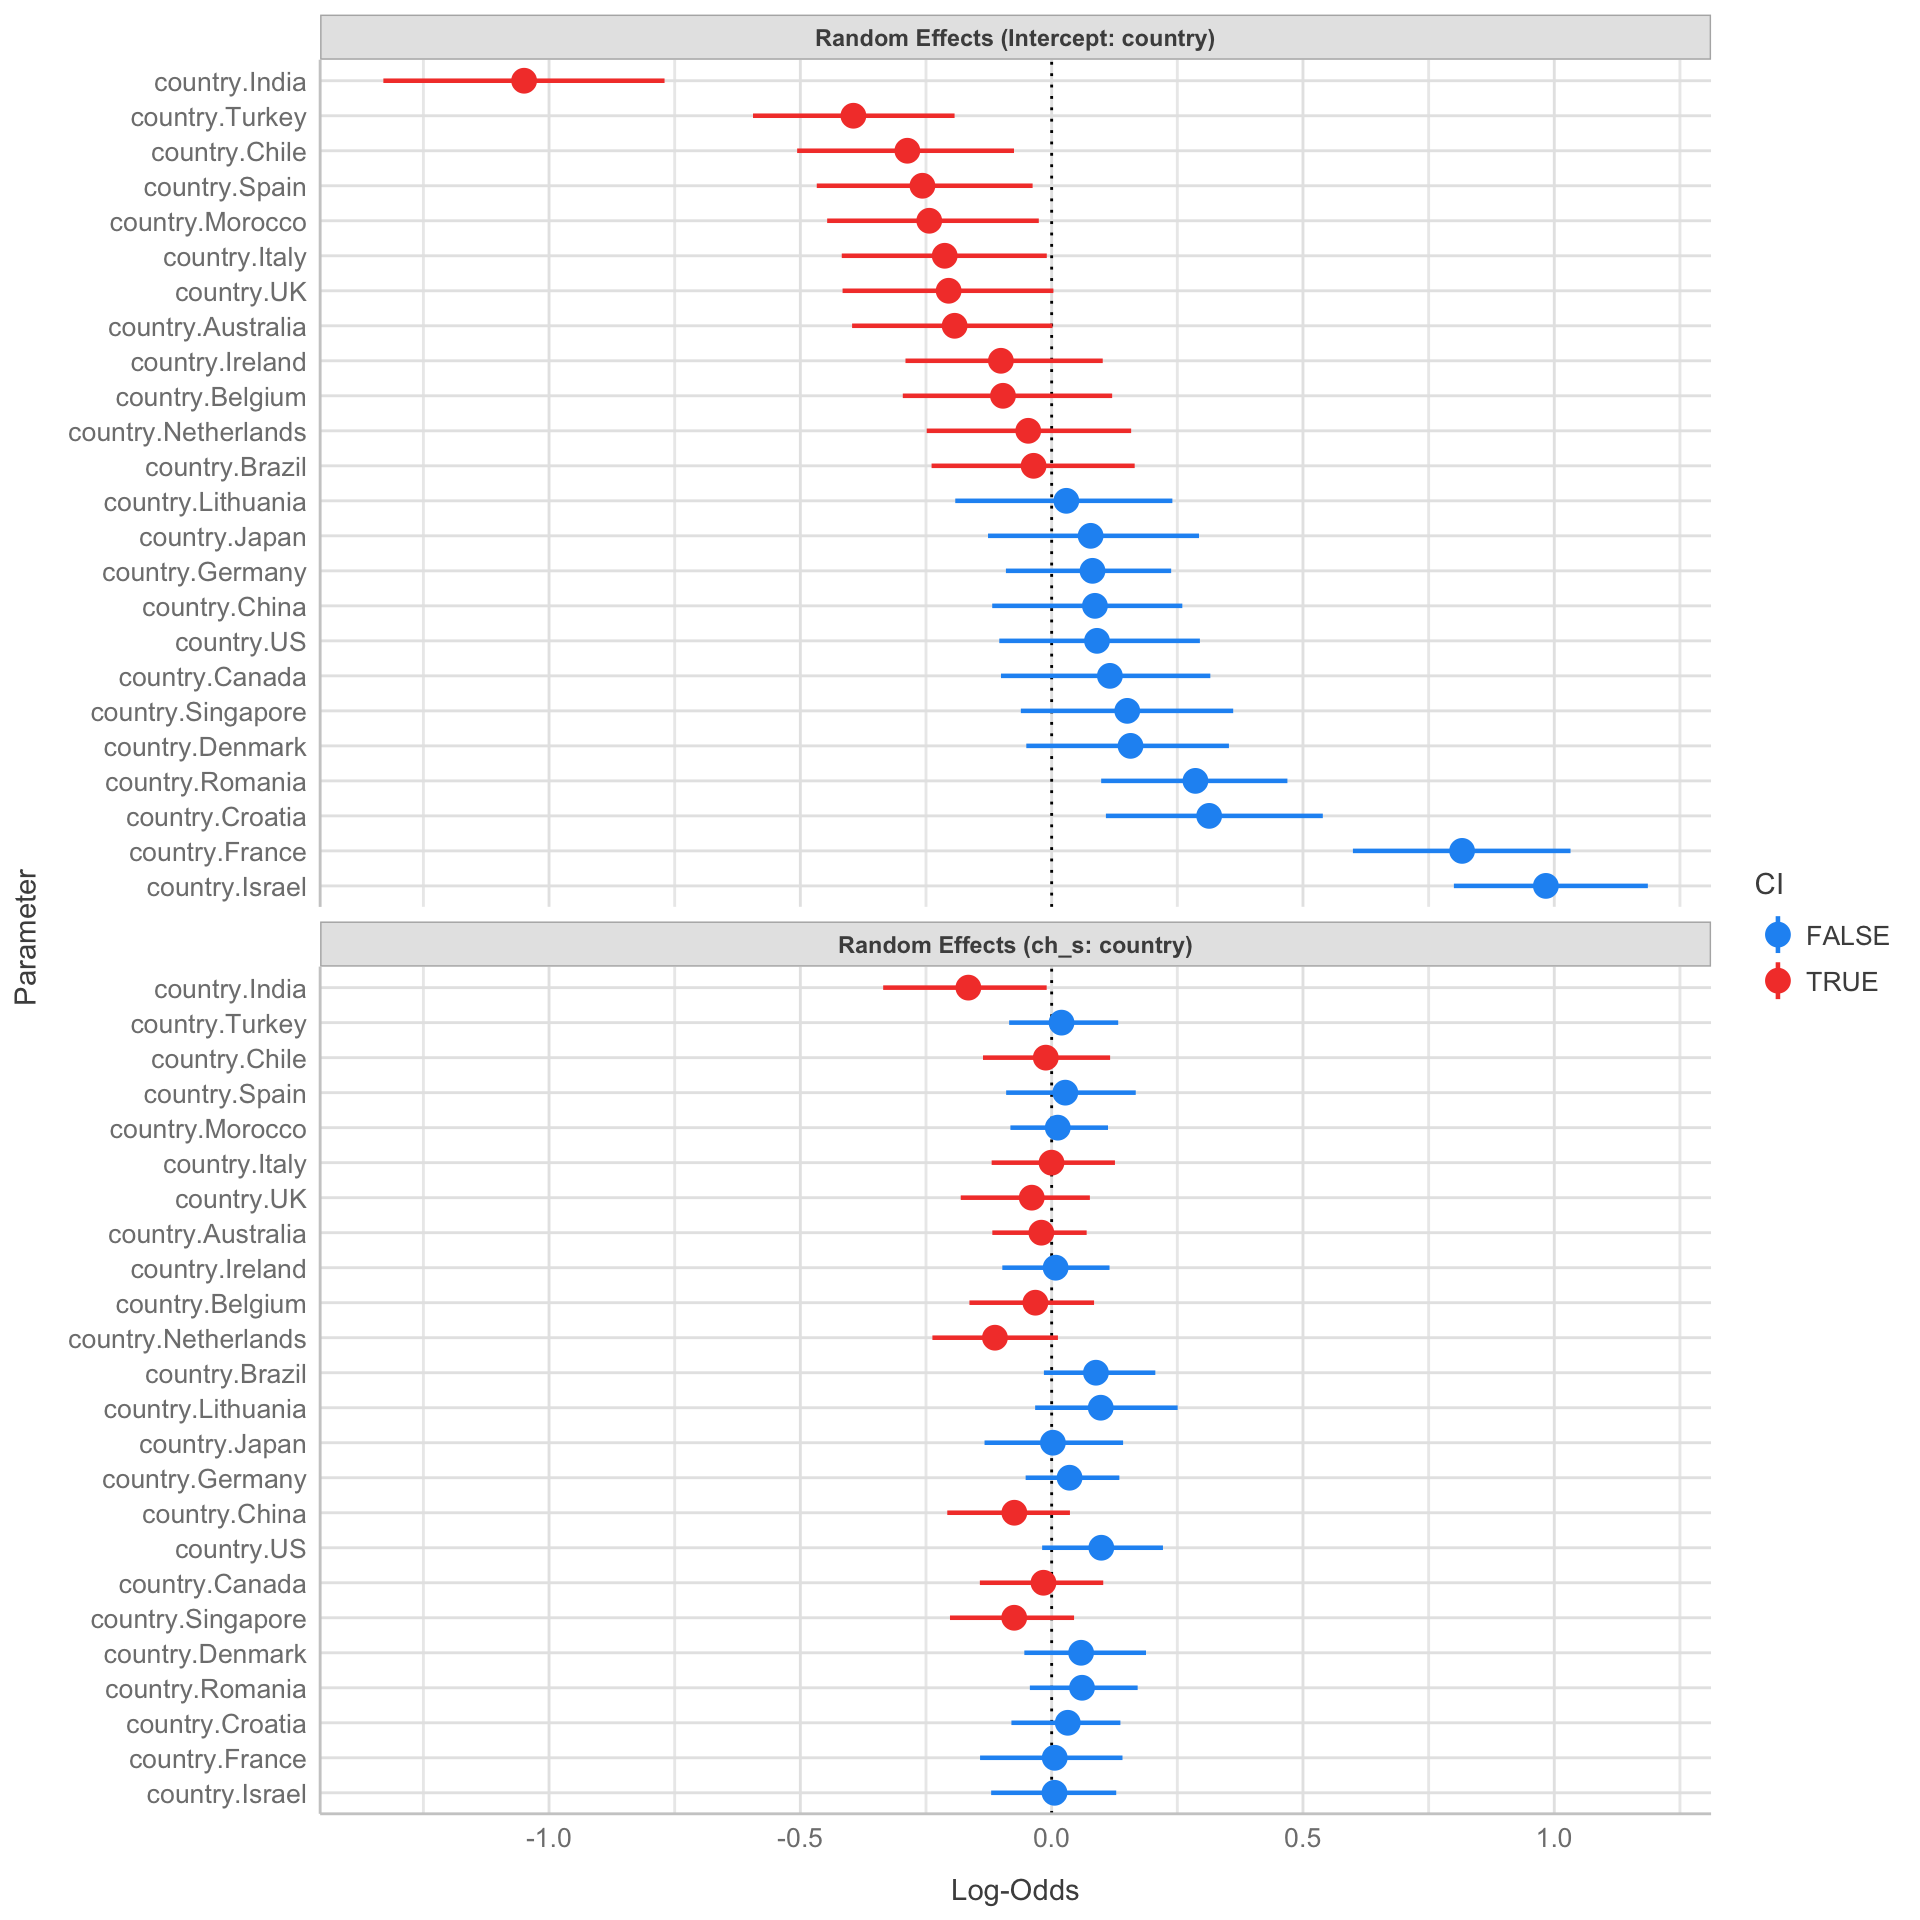 Random Effects (Intercept: country)
country.India
country.Turkey
country.Chile
country.Spain
country.Morocco
country.Italy
country.UK
country.Australia
country.Ireland
country.Belgium
country.Netherlands
country.Brazil
country.Lithuania
country.Japan
country.Germany
country.China
country.US
country.Canada
country.Singapore
country.Denmark
country.Romania
country.Croatia
country.France
country.Israel
Parameter
Random Effects (ch_s: country)
country.India
country.Turkey
country.Chile
country.Spain
country.Morocco
country.Italy
country.UK
country.Australia
country.Ireland
country.Belgium
country.Netherlands
country.Brazil
country.Lithuania
country.Japan
country.Germany
country.China
country.US
country.Canada
country.Singapore
country.Denmark
country.Romania
country.Croatia
country.France
country.Israel
-1.0 -0.5 0.0 0.5 1.0
Log-Odds
CI
FALSE
TRUE